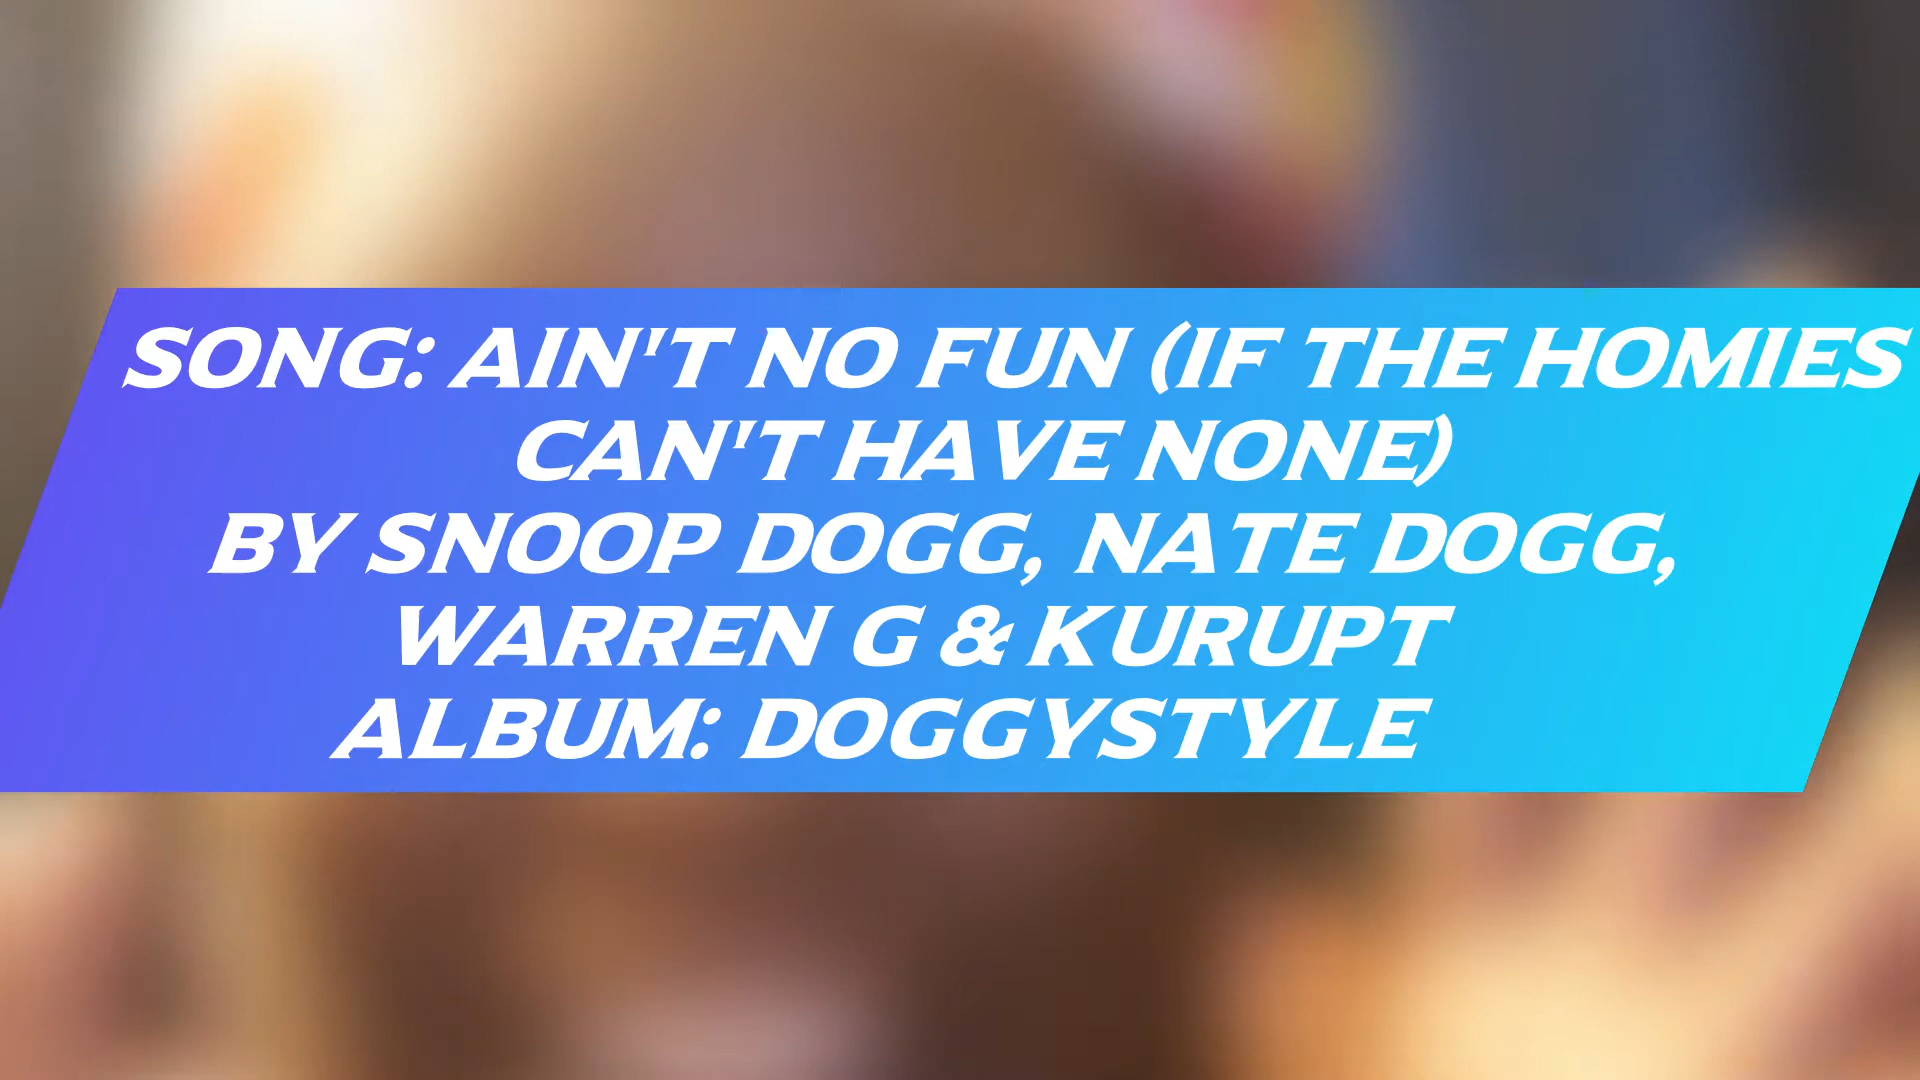 SONG: AIN'T NO FUN (IF THE HOMIES
CAN'T HAVE NONE)
BY SNOOP DOGG, NATE DOGG,
WARREN G & KURUPT
ALBUM: DOGGYSTYLE